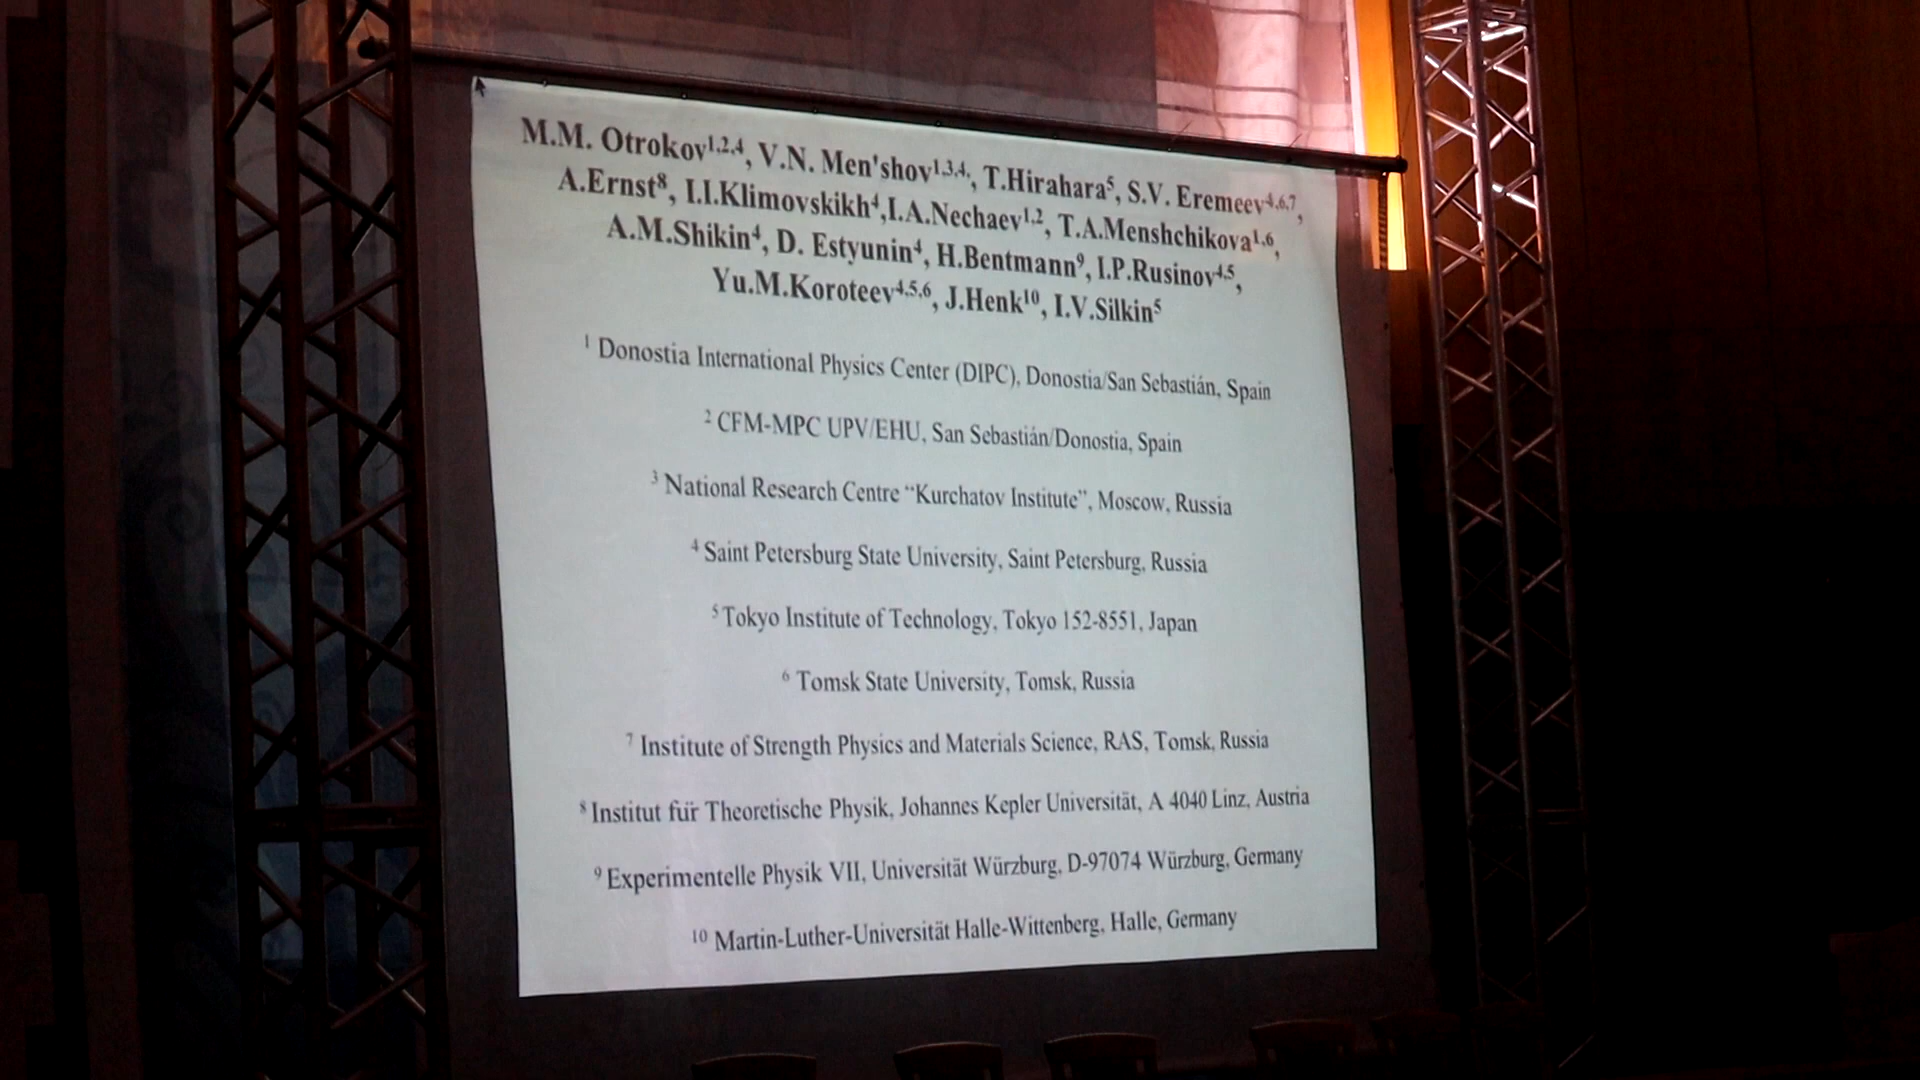 M.M. Otrokov1,2,4, V.N. Men'shov1,3,4, T.Hirahara5, S.V. Eremeev4,6,7,
A.Ernst8, I.I.Klimovskikh4,I.A.Nechaev1,2, T.A.Menshchikova1,6,
A.M.Shikin4, D. Estyunin4, H.Bentmann9, I.P.Rusinov4,5,
Yu.M.Koroteev4,5,6, J.Henk10, I.V.Silkin5
1 Donostia International Physics Center (DIPC), Donostia/San Sebastián, Spain
2 CFM-MPC UPV/EHU, San Sebastián/Donostia, Spain
3 National Research Centre “Kurchatov Institute”, Moscow, Russia
4 Saint Petersburg State University, Saint Petersburg, Russia
5 Tokyo Institute of Technology, Tokyo 152-8551, Japan
6 Tomsk State University, Tomsk, Russia
7 Institute of Strength Physics and Materials Science, RAS, Tomsk, Russia
8 Institut für Theoretische Physik, Johannes Kepler Universität, A 4040 Linz, Austria
9 Experimentelle Physik VII, Universität Würzburg, D-97074 Würzburg, Germany
10 Martin-Luther-Universität Halle-Wittenberg, Halle, Germany